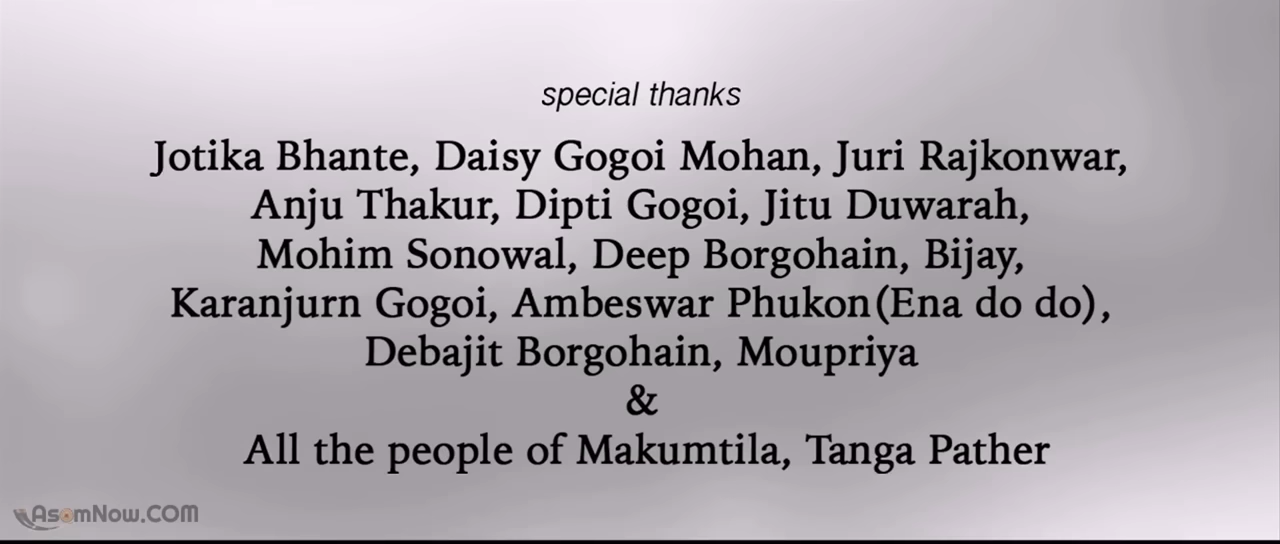 special thanks
Jotika Bhante, Daisy Gogoi Mohan, Juri Rajkonwar,
Anju Thakur, Dipti Gogoi, Jitu Duwarah,
Mohim Sonowal, Deep Borgohain, Bijay,
Karanjurn Gogoi, Ambeswar Phukon(Ena do do),
Debajit Borgohain, Moupriya
&
All the people of Makumtila, Tanga Pather
AsomNow.COM